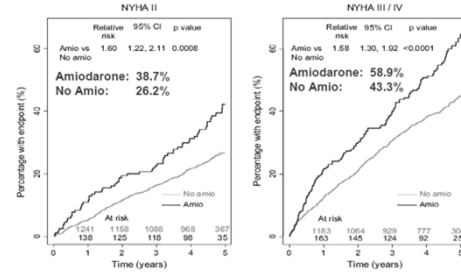 NYHA II
Relative risk 95% CI p value
Amio vs No amio 1.60 1.22, 2.11 0.0008
Amiodarone: 38.7%
No Amio: 26.2%
Percentage with endpoint (%)
60
40
20
0
No amio
Amio
At risk
1241 1158 1088 968 367
138 125 118 98 35
0 1 2 3 4 5
Time (years)
NYHA III / IV
Relative risk 95% CI p value
Amio vs No amio 1.58 1.30, 1.92 <0.0001
Amiodarone: 58.9%
No Amio: 43.3%
Percentage with endpoint (%)
60
40
20
0
No amio
Amio
At risk
1183 1064 929 777 30
163 145 124 92 25
0 1 2 3 4 5
Time (years)